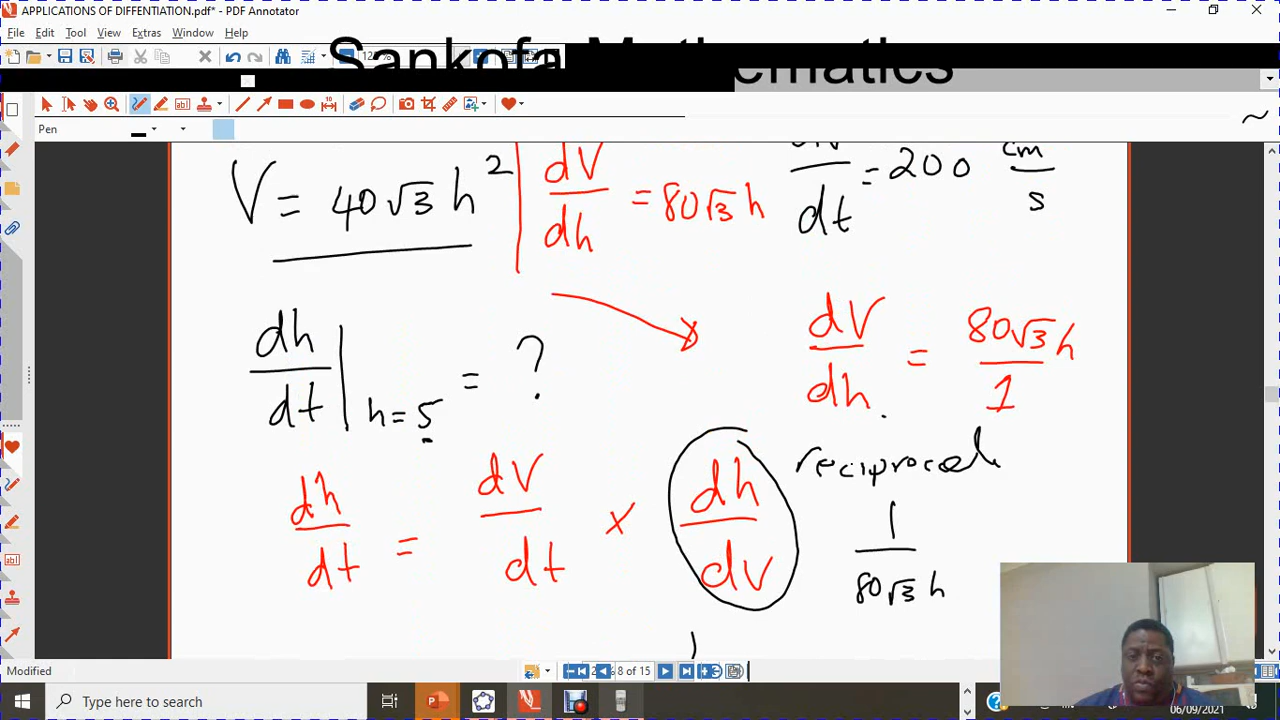 APPLICATIONS OF DIFFENTIATION.pdf* - PDF Annotator
File Edit Tool View Extras Window Help
Sankofa Mathematics
Pen
V = 40√3 h² | dV/dh = 80√3 h
dV/dt = 200 cm/s
dh/dt | h = 5 = ?
dV/dh = 80√3 h/1
reciprocal
dh/dt = dV/dt × dh/dv
1/80√3 h
Modified
8 of 15
Type here to search
06/09/2021